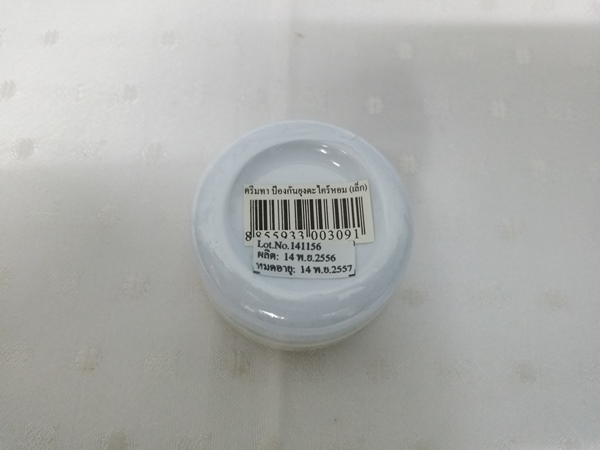 ครีมทา ป้องกันยุงตะไคร้หอม (เล็ก)
8 855933 003091
Lot.No.141156
ผลิต: 14 พ.ย.2556
หมดอายุ: 14 พ.ย.2557